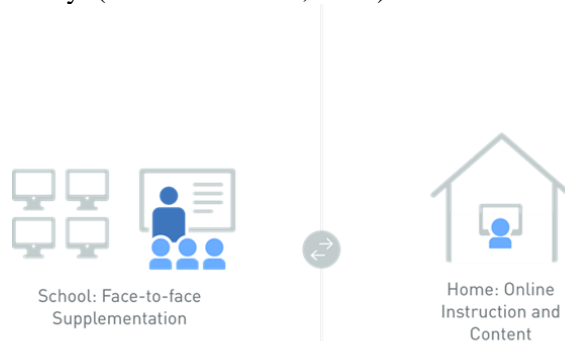 School: Face-to-face
Supplementation
Home: Online
Instruction and
Content